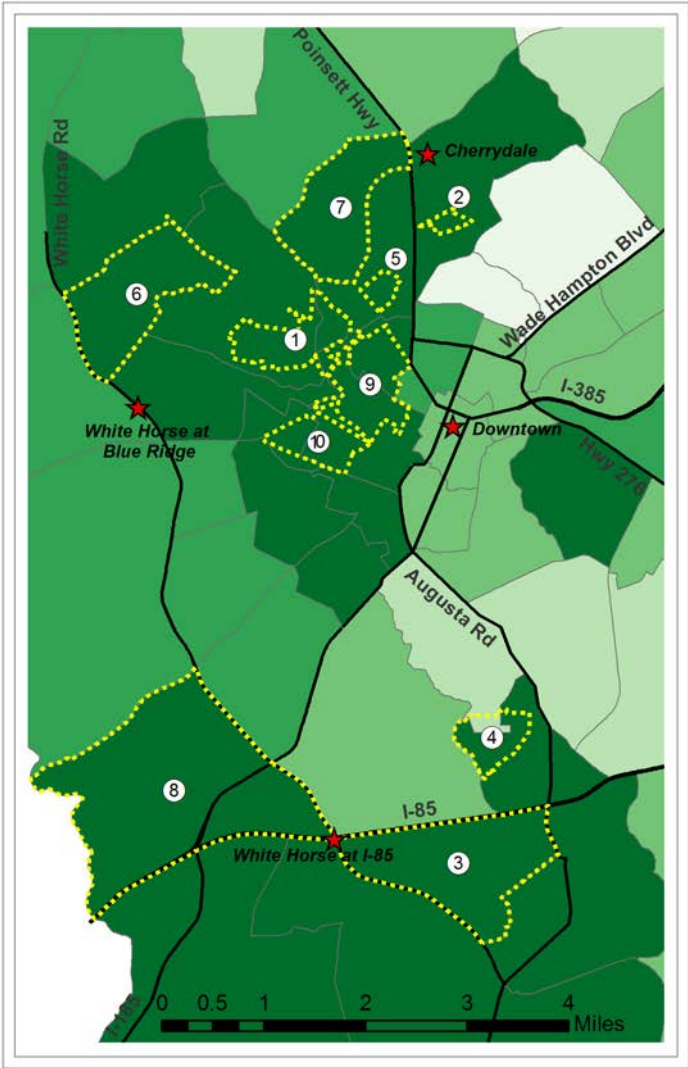 Poinsett Hwy
White Horse Rd
Cherrydale
2
7
5
Wade Hampton Blvd
6
1
I-385
9
White Horse at
Blue Ridge
10
Downtown
Hwy 276
Augusta Rd
4
8
I-85
White Horse at I-85
3
I-185
0 0.5 1 2 3 4
Miles